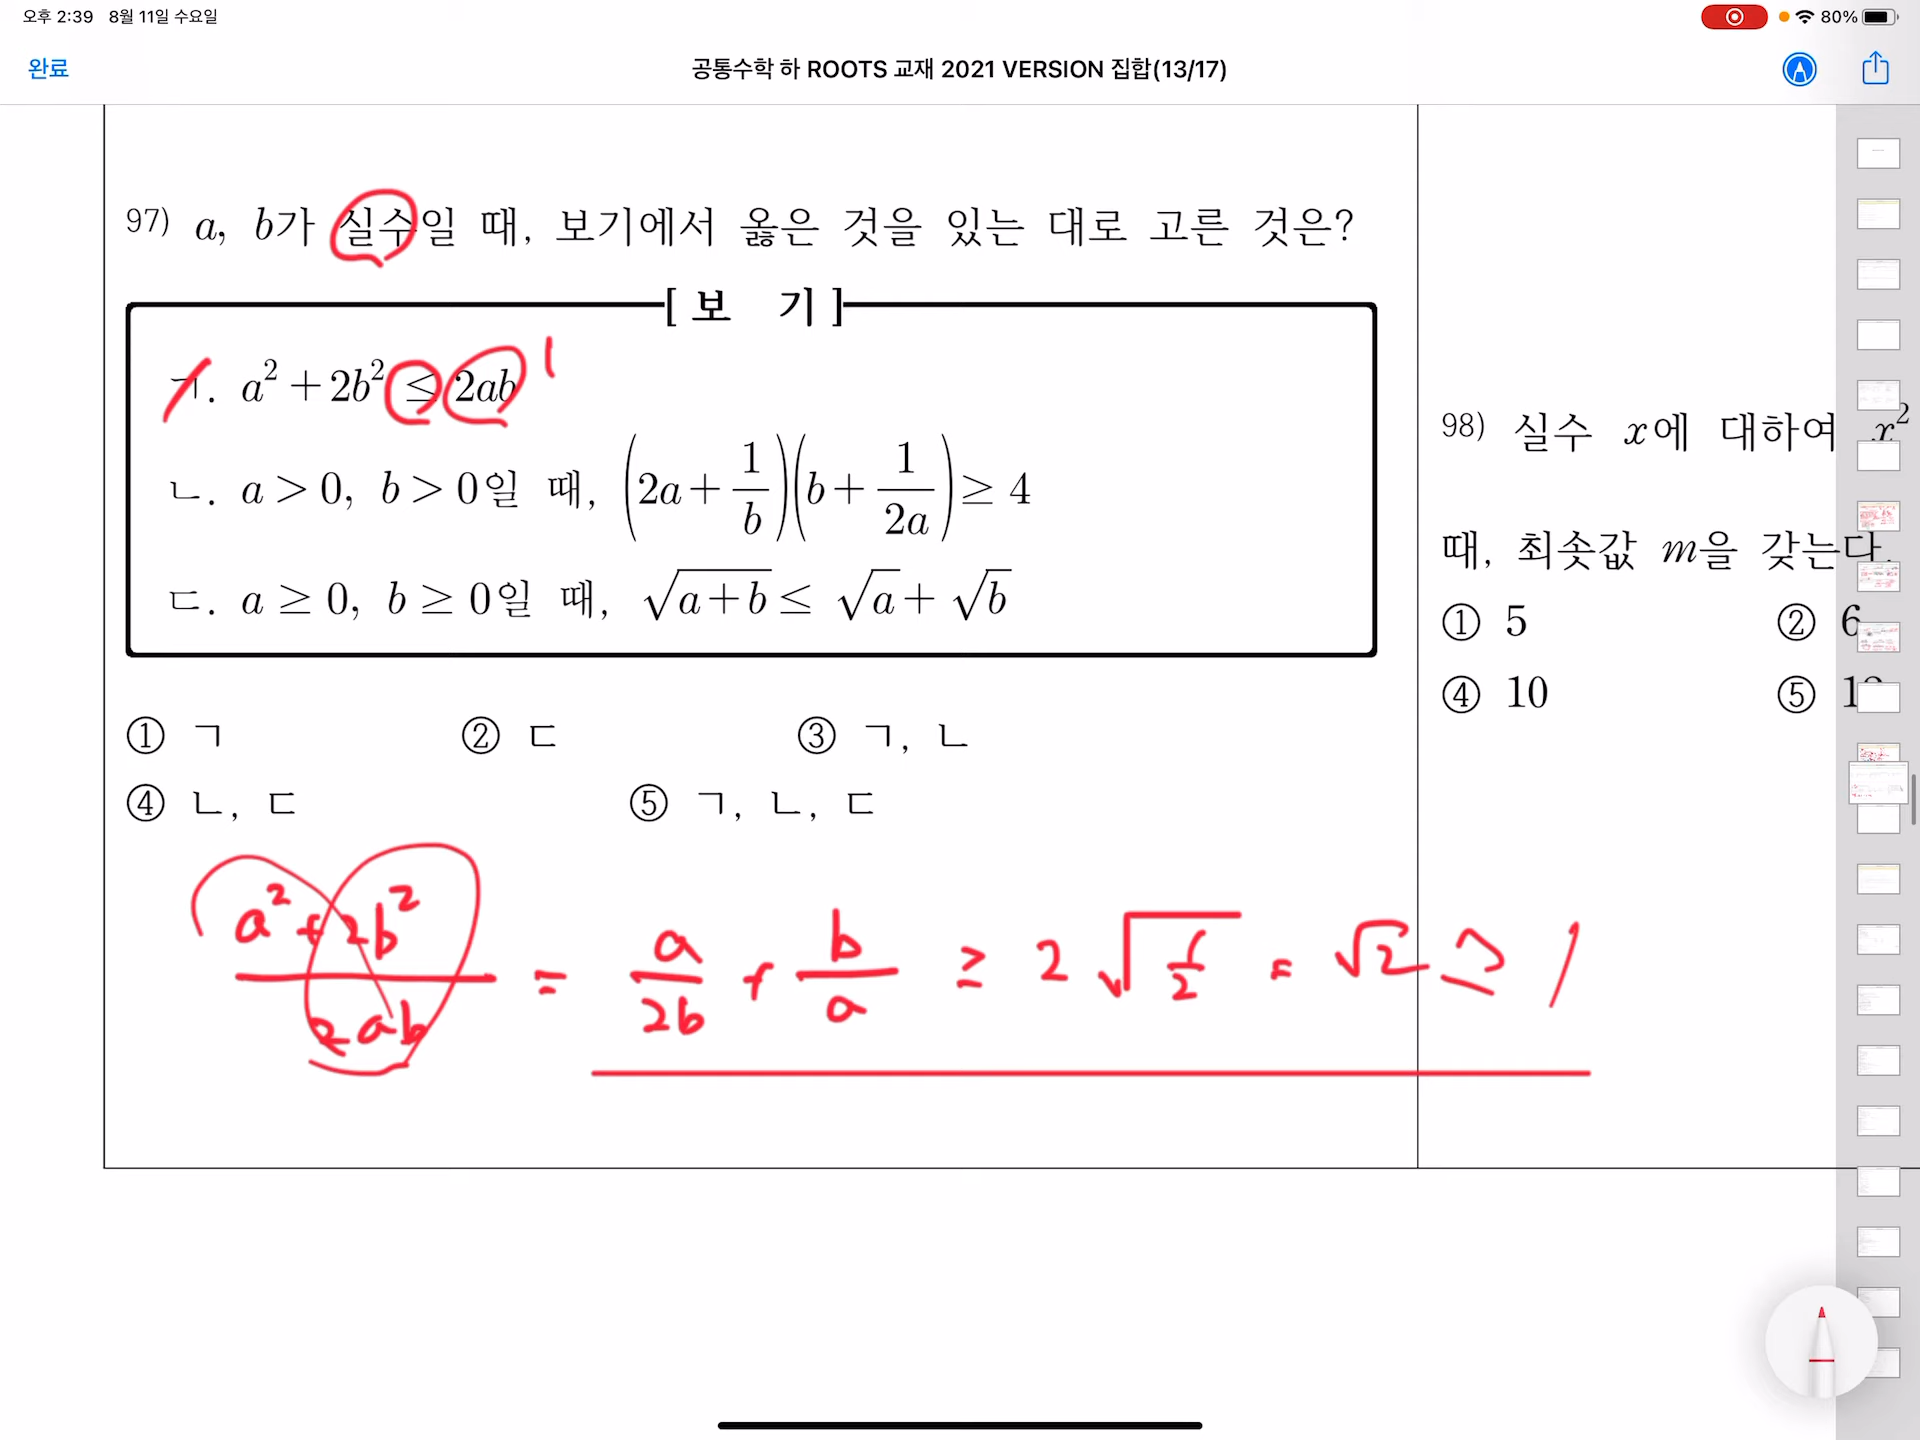 오후 2:39 8월 11일 수요일
80%
완료
공통수학 하 ROOTS 교재 2021 VERSION 집합(13/17)
97) a, b가 실수일 때, 보기에서 옳은 것을 있는 대로 고른 것은?
[ 보 기 ]
ㄱ. a² + 2b² ≤ 2ab
1
ㄴ. a > 0, b > 0일 때, (2a + 1/b)(b + 1/2a) ≥ 4
ㄷ. a ≥ 0, b ≥ 0일 때, √(a+b) ≤ √a + √b
① ㄱ ② ㄷ ③ ㄱ, ㄴ
④ ㄴ, ㄷ ⑤ ㄱ, ㄴ, ㄷ
(a² + 2b²)/2ab = a/2b + b/a ≥ 2√(1/2) = √2 ≥ 1
98) 실수 x에 대하여 x²
때, 최솟값 m을 갖는다.
① 5 ② 6
④ 10 ⑤